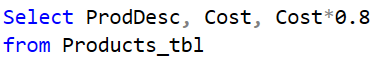 Select ProdDesc, Cost, Cost*0.8
from Products_tbl